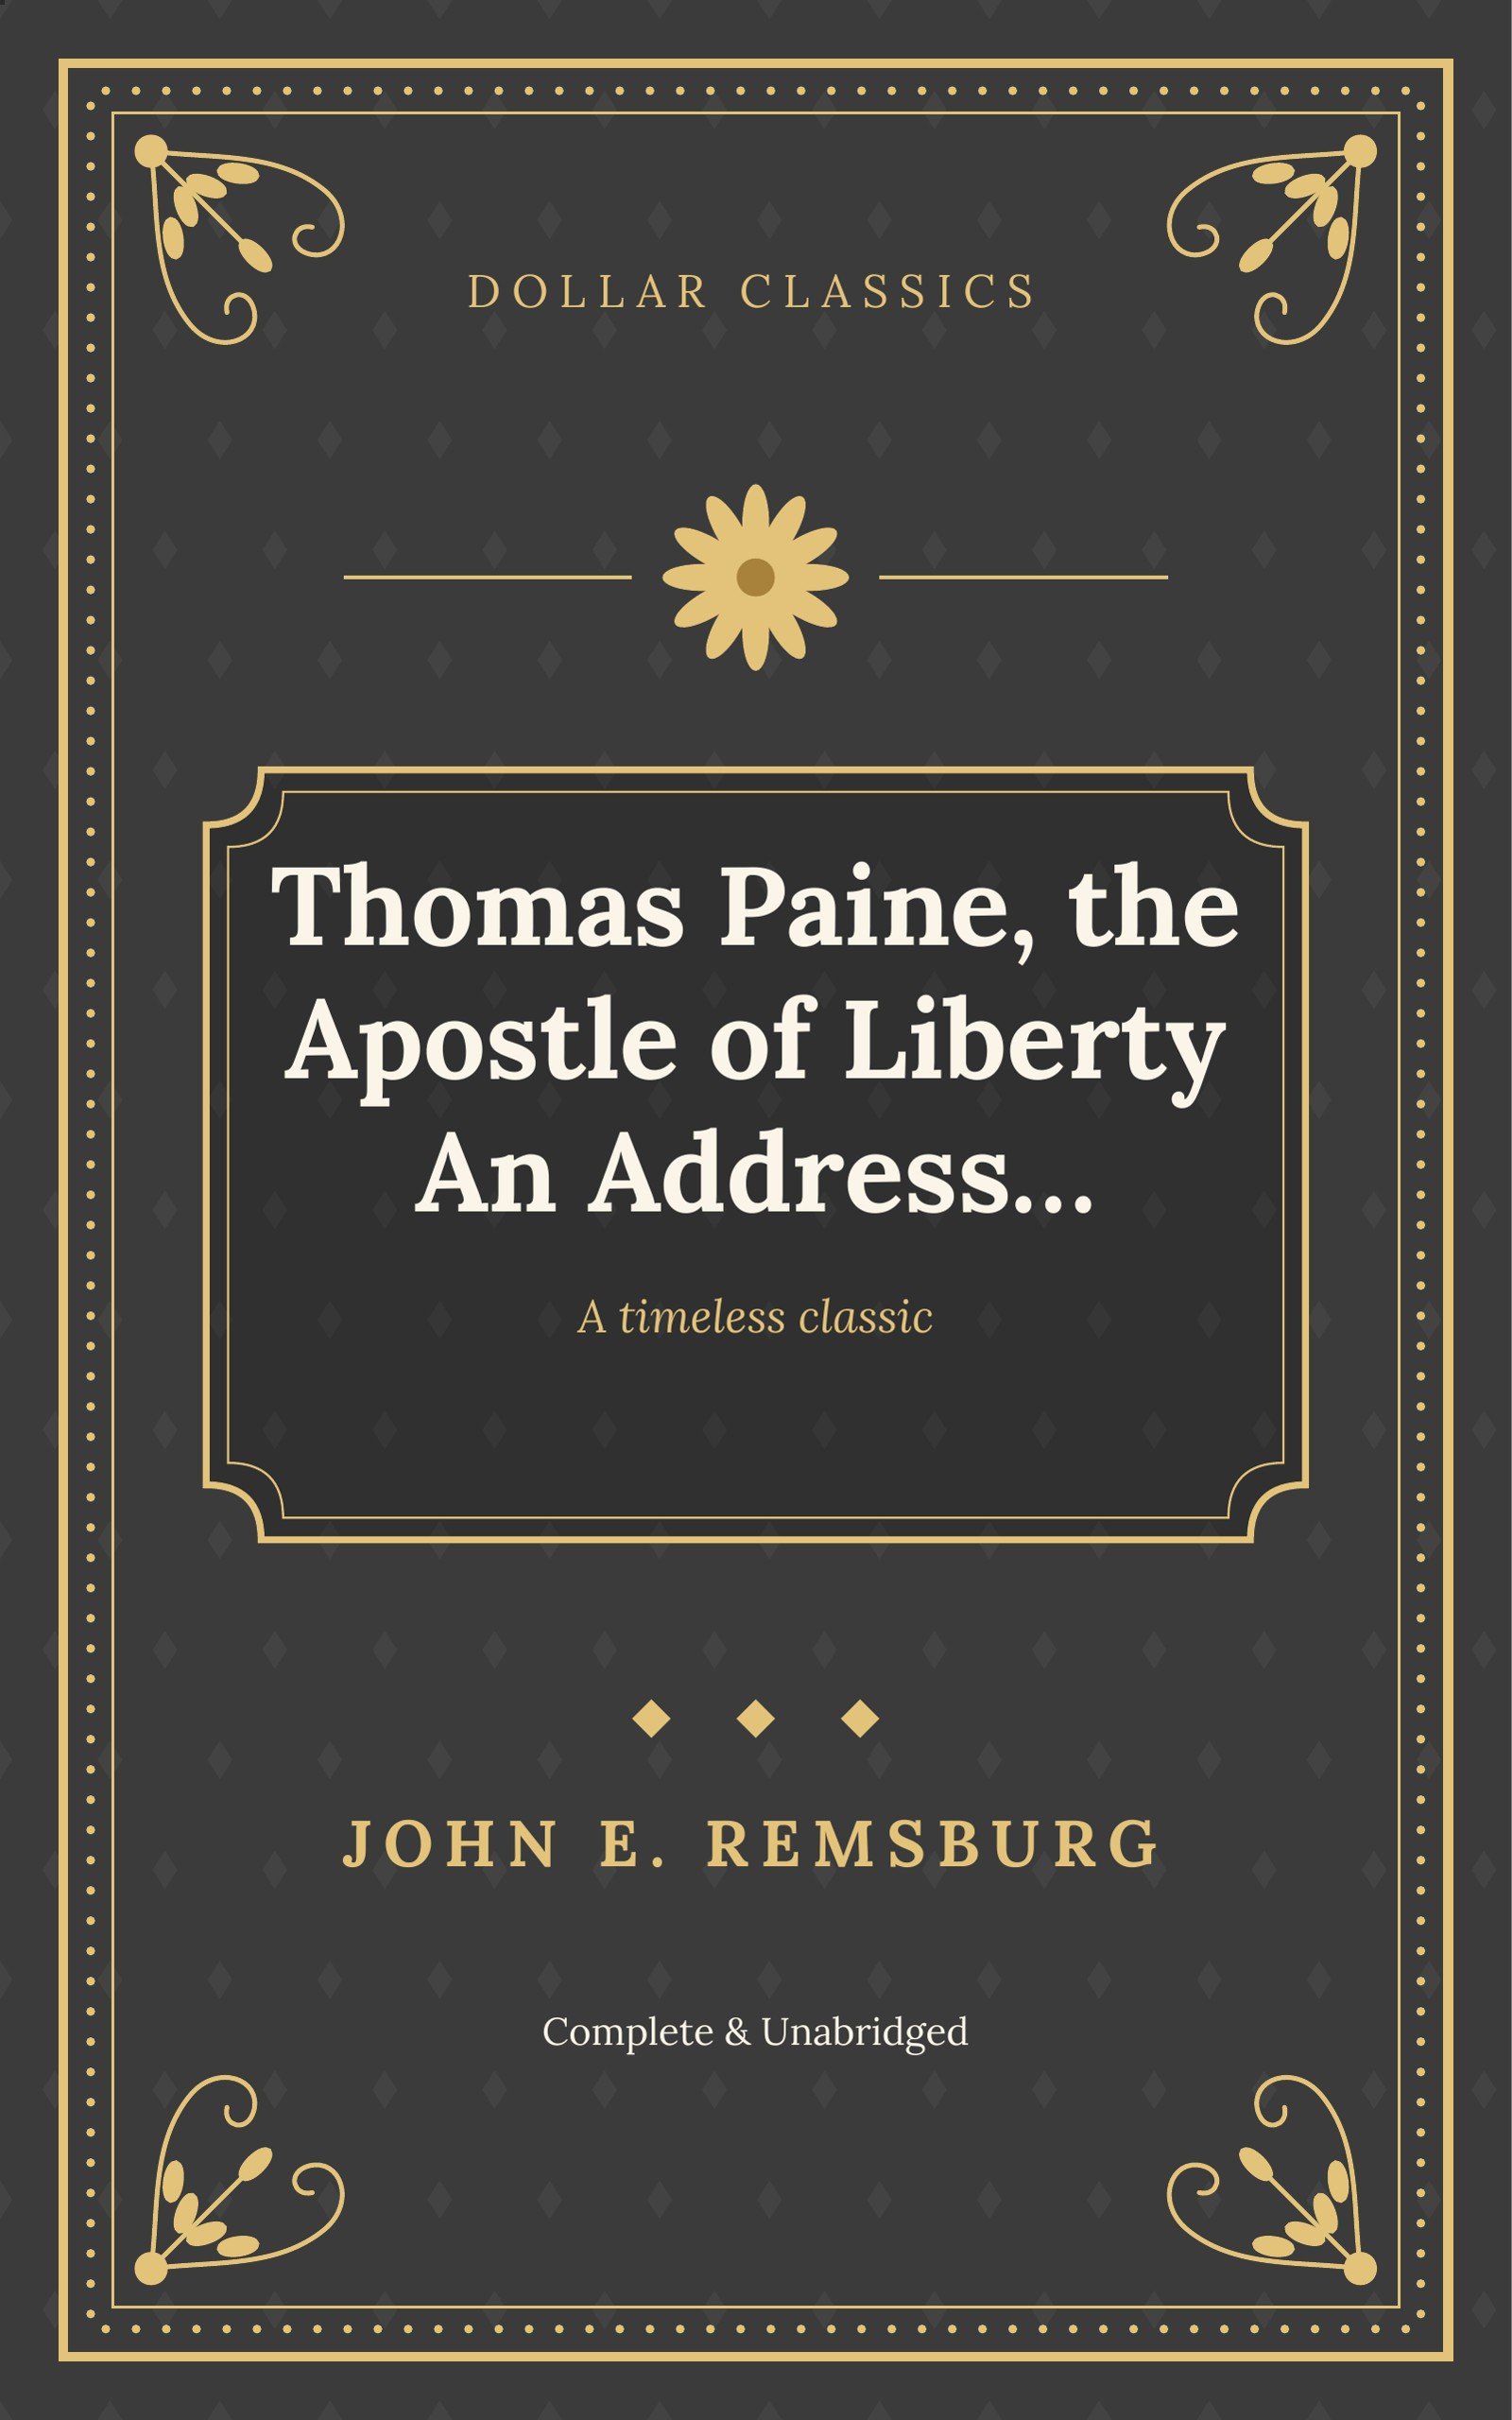 DOLLAR CLASSICS
Thomas Paine, the
Apostle of Liberty
An Address...
A timeless classic
JOHN E. REMSBURG
Complete & Unabridged